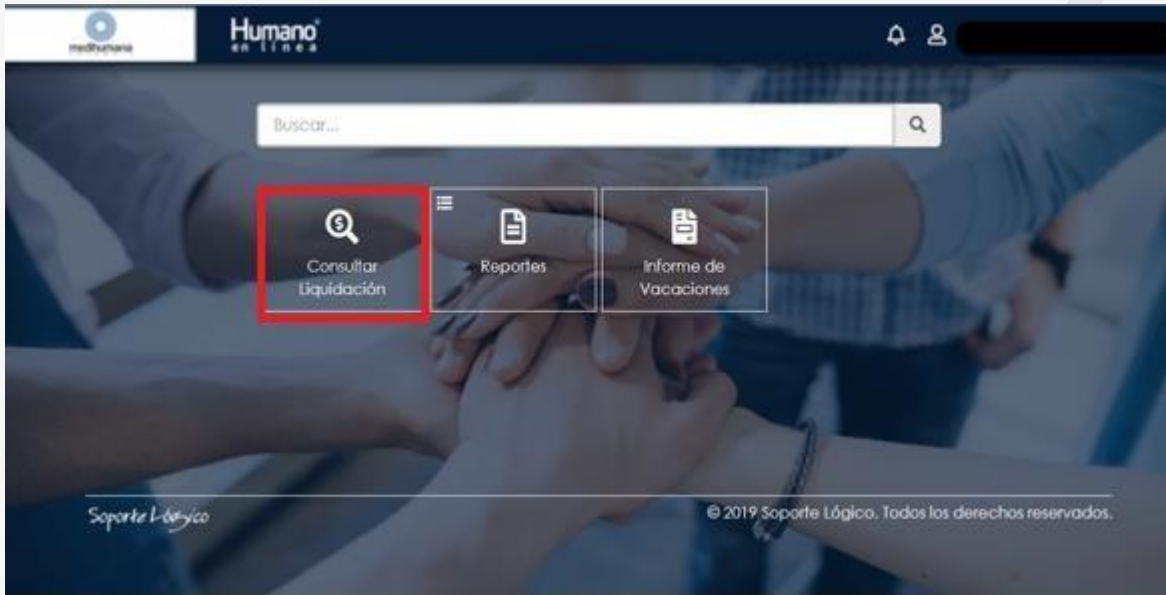 medihumana
Humano
en línea
Buscar...
Consultar
Liquidación
Reportes
Informe de
Vacaciones
Soporte Lógico
© 2019 Soporte Lógico. Todos los derechos reservados.